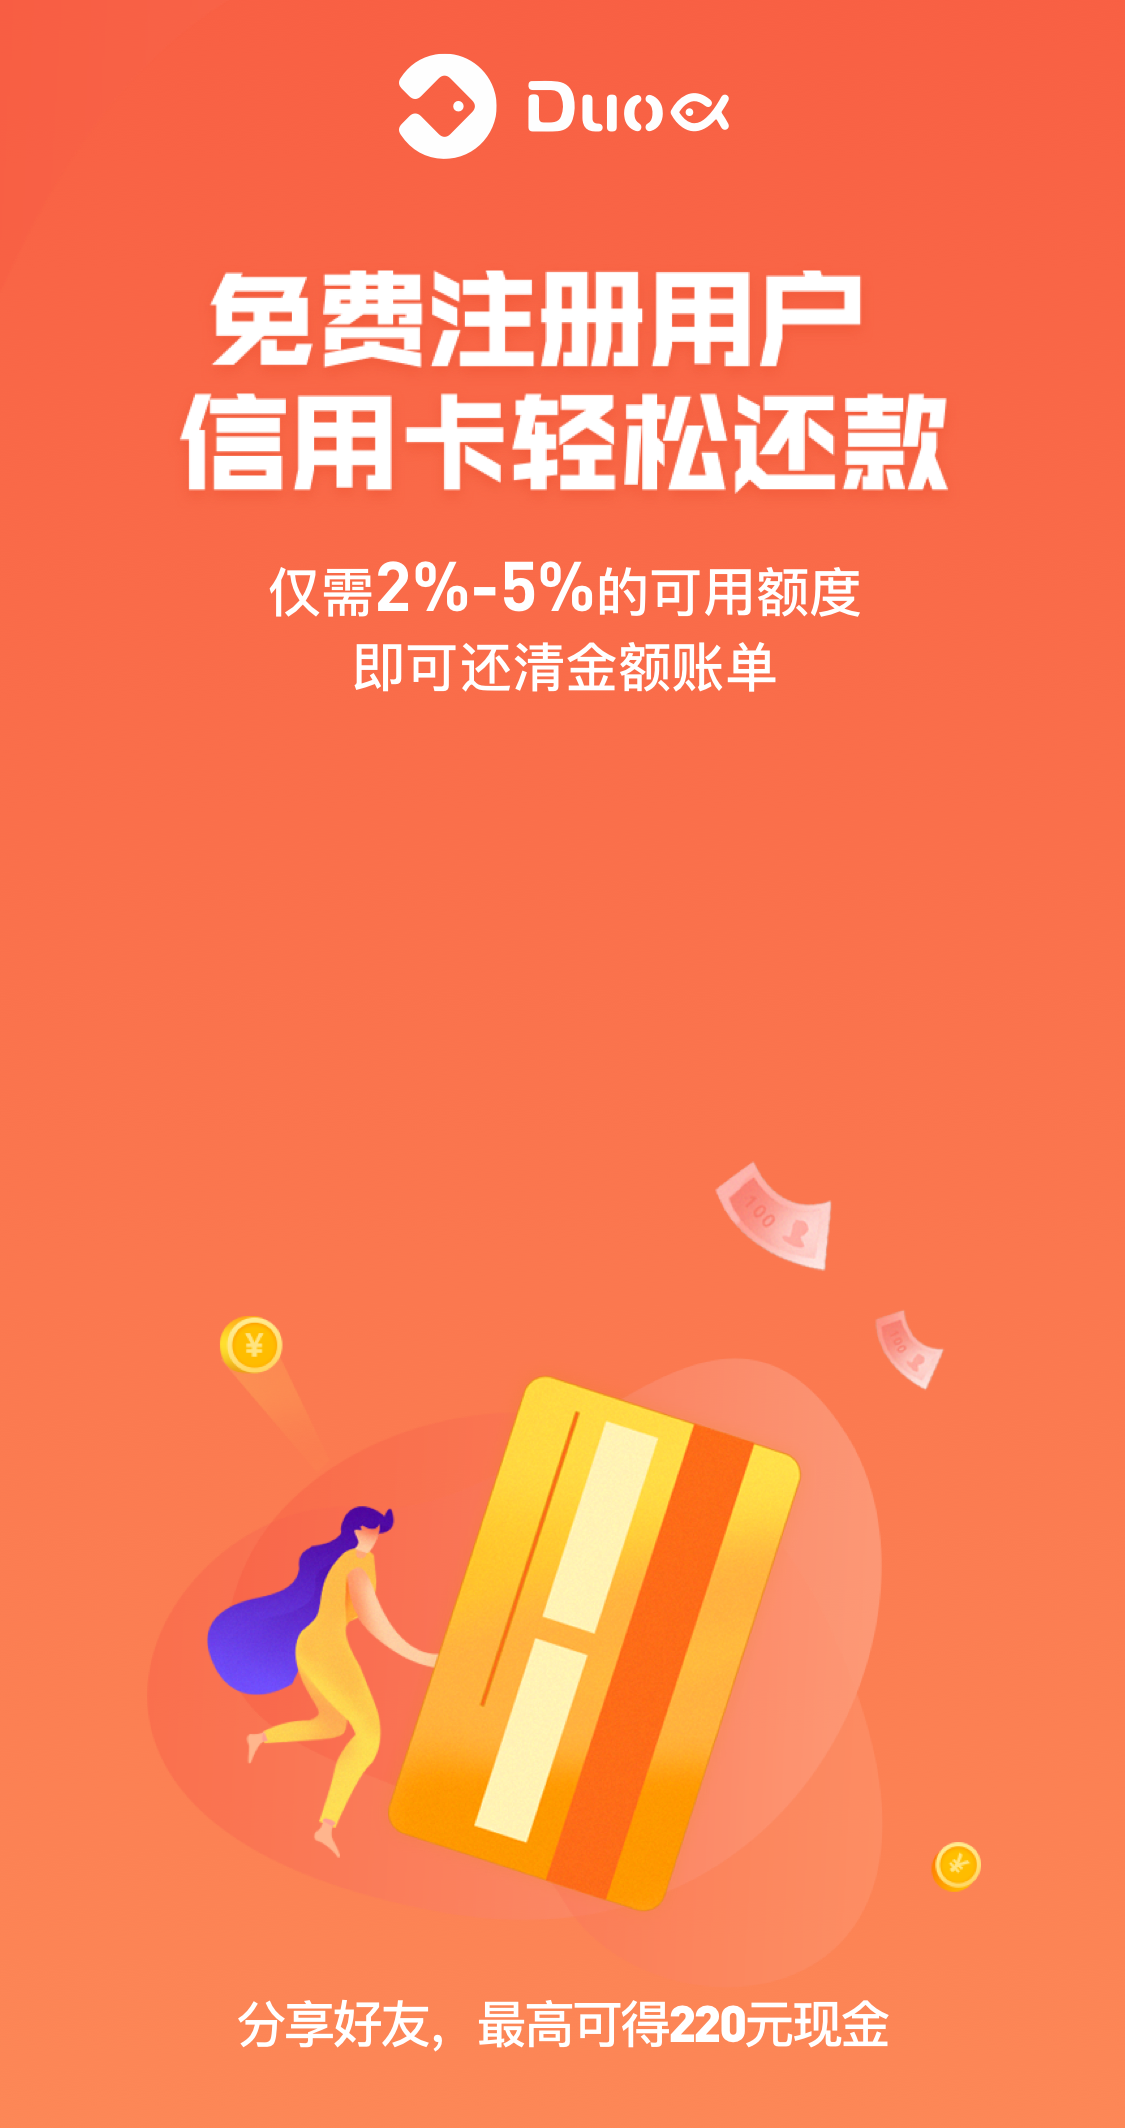 Duoα
免费注册用户
信用卡轻松还款
仅需2%-5%的可用额度
即可还清金额账单
100
100
¥
¥
分享好友，最高可得220元现金